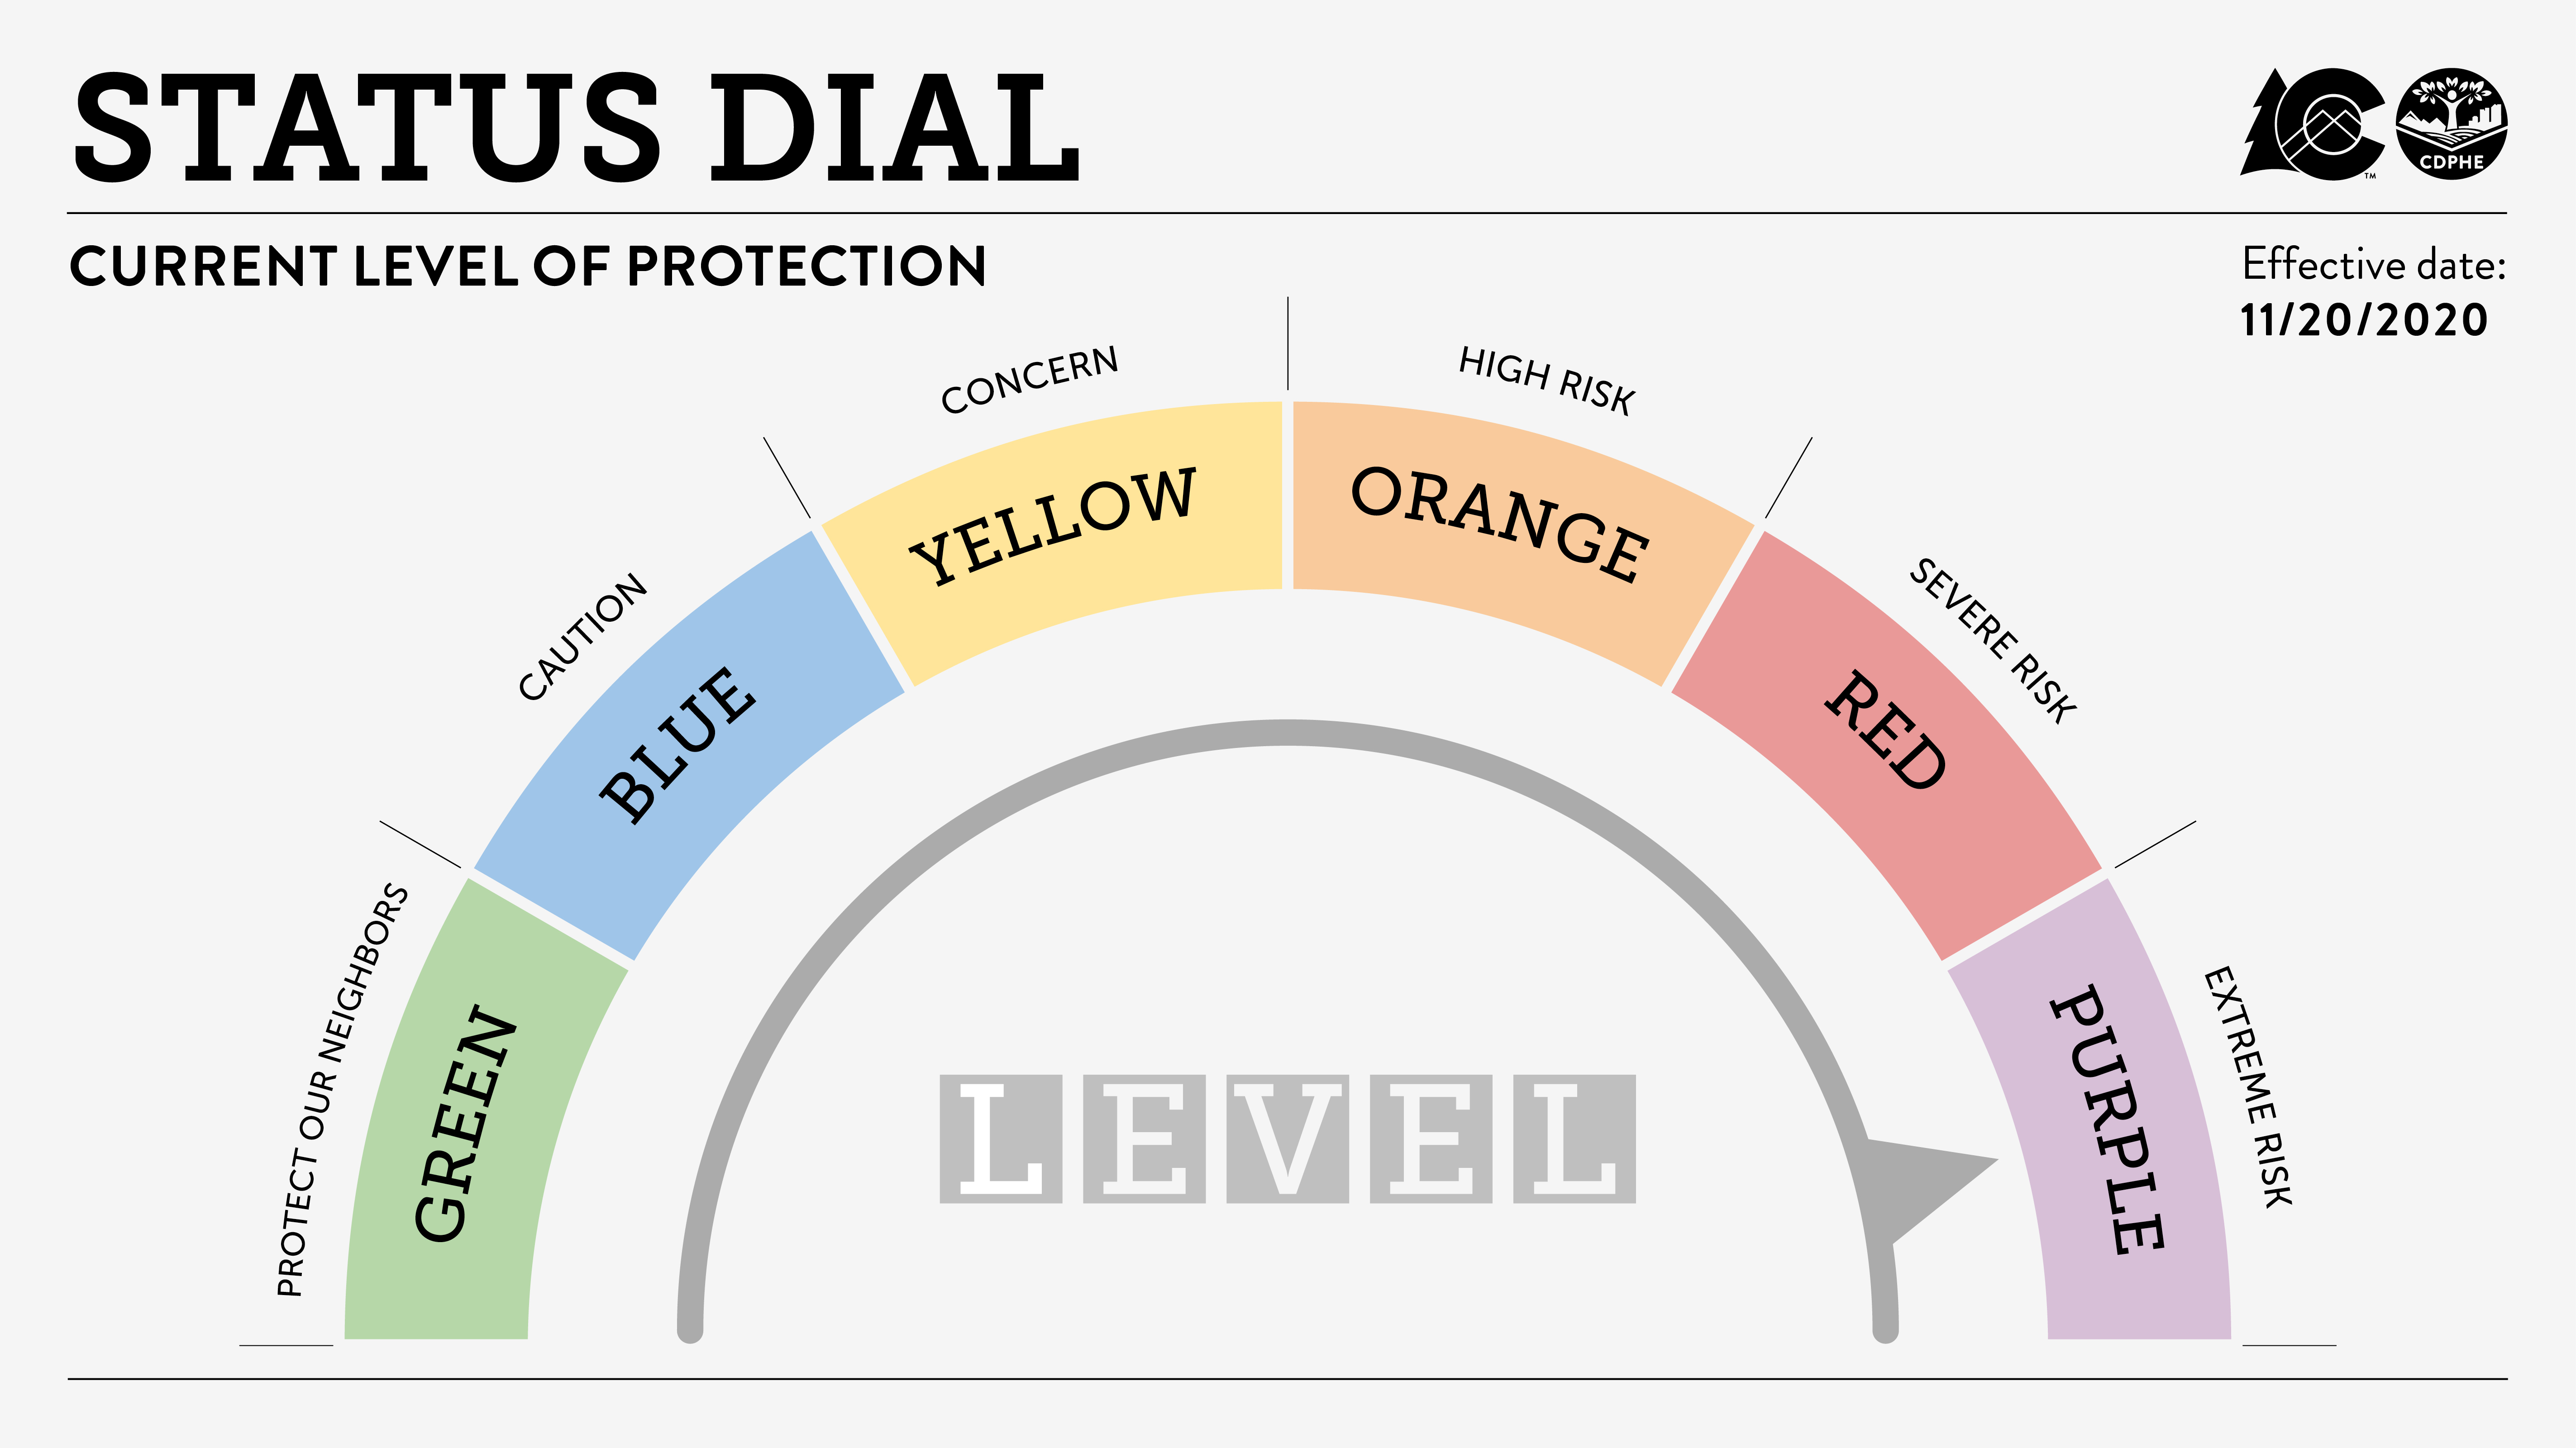 STATUS DIAL
CDPHE
TM
CURRENT LEVEL OF PROTECTION
Effective date:
11/20/2020
PROTECT OUR NEIGHBORS
GREEN
CAUTION
BLUE
CONCERN
YELLOW
HIGH RISK
ORANGE
SEVERE RISK
RED
EXTREME RISK
PURPLE
LEVEL